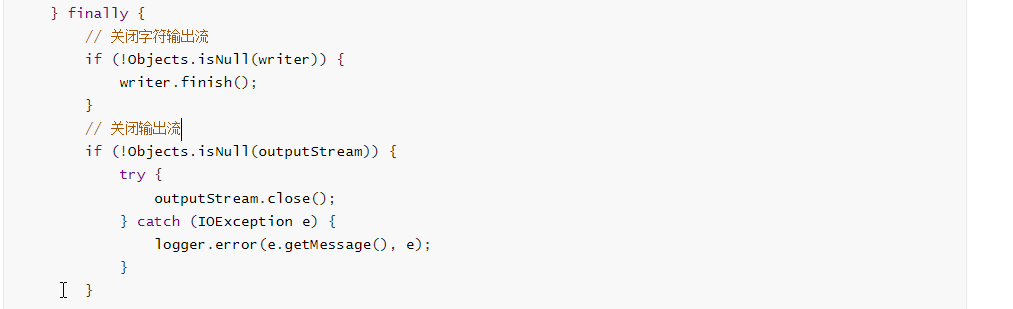 } finally {
// 关闭字符输出流
if (!Objects.isNull(writer)) {
writer.finish();
}
// 关闭输出流
if (!Objects.isNull(outputStream)) {
try {
outputStream.close();
} catch (IOException e) {
logger.error(e.getMessage(), e);
}
}